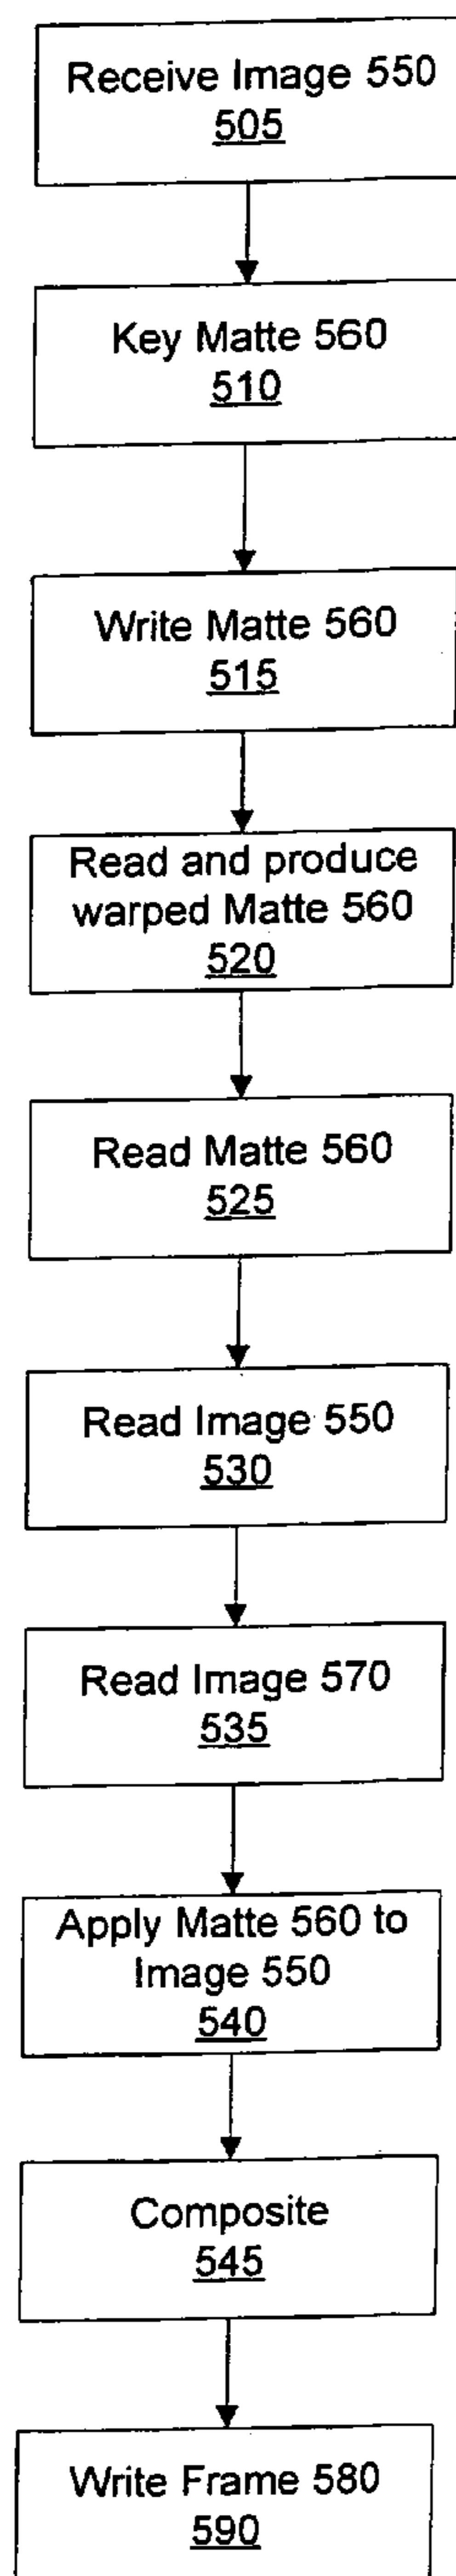 Receive Image 550
505
Key Matte 560
510
Write Matte 560
515
Read and produce
warped Matte 560
520
Read Matte 560
525
Read Image 550
530
Read Image 570
535
Apply Matte 560 to
Image 550
540
Composite
545
Write Frame 580
590